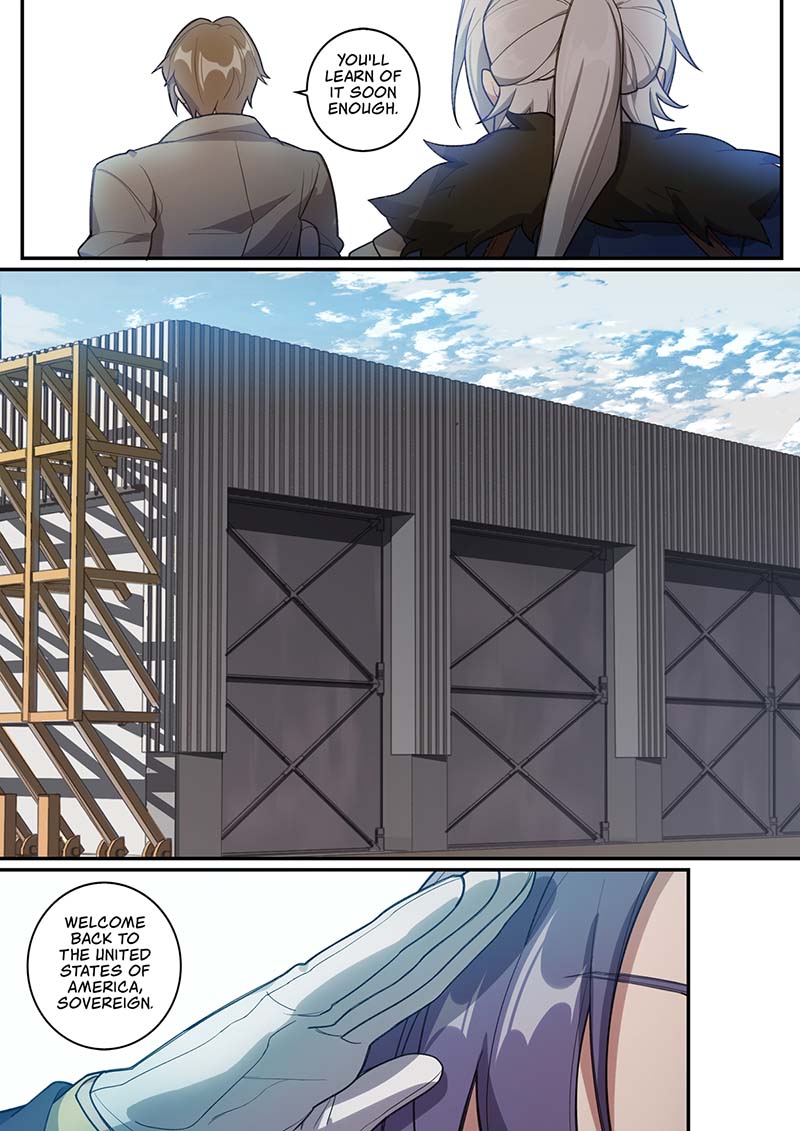 YOU'LL
LEARN OF
IT SOON
ENOUGH.
WELCOME
BACK TO
THE UNITED
STATES OF
AMERICA,
SOVEREIGN.